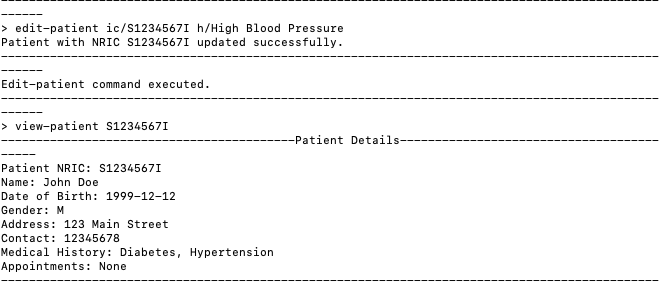 ----------------------------------------------------------------------------------------------
------
> edit-patient ic/S1234567I h/High Blood Pressure
Patient with NRIC S1234567I updated successfully.
----------------------------------------------------------------------------------------------
------
Edit-patient command executed.
----------------------------------------------------------------------------------------------
------
> view-patient S1234567I
------------------------------------------Patient Details-------------------------------------
-----
Patient NRIC: S1234567I
Name: John Doe
Date of Birth: 1999-12-12
Gender: M
Address: 123 Main Street
Contact: 12345678
Medical History: Diabetes, Hypertension
Appointments: None
----------------------------------------------------------------------------------------------